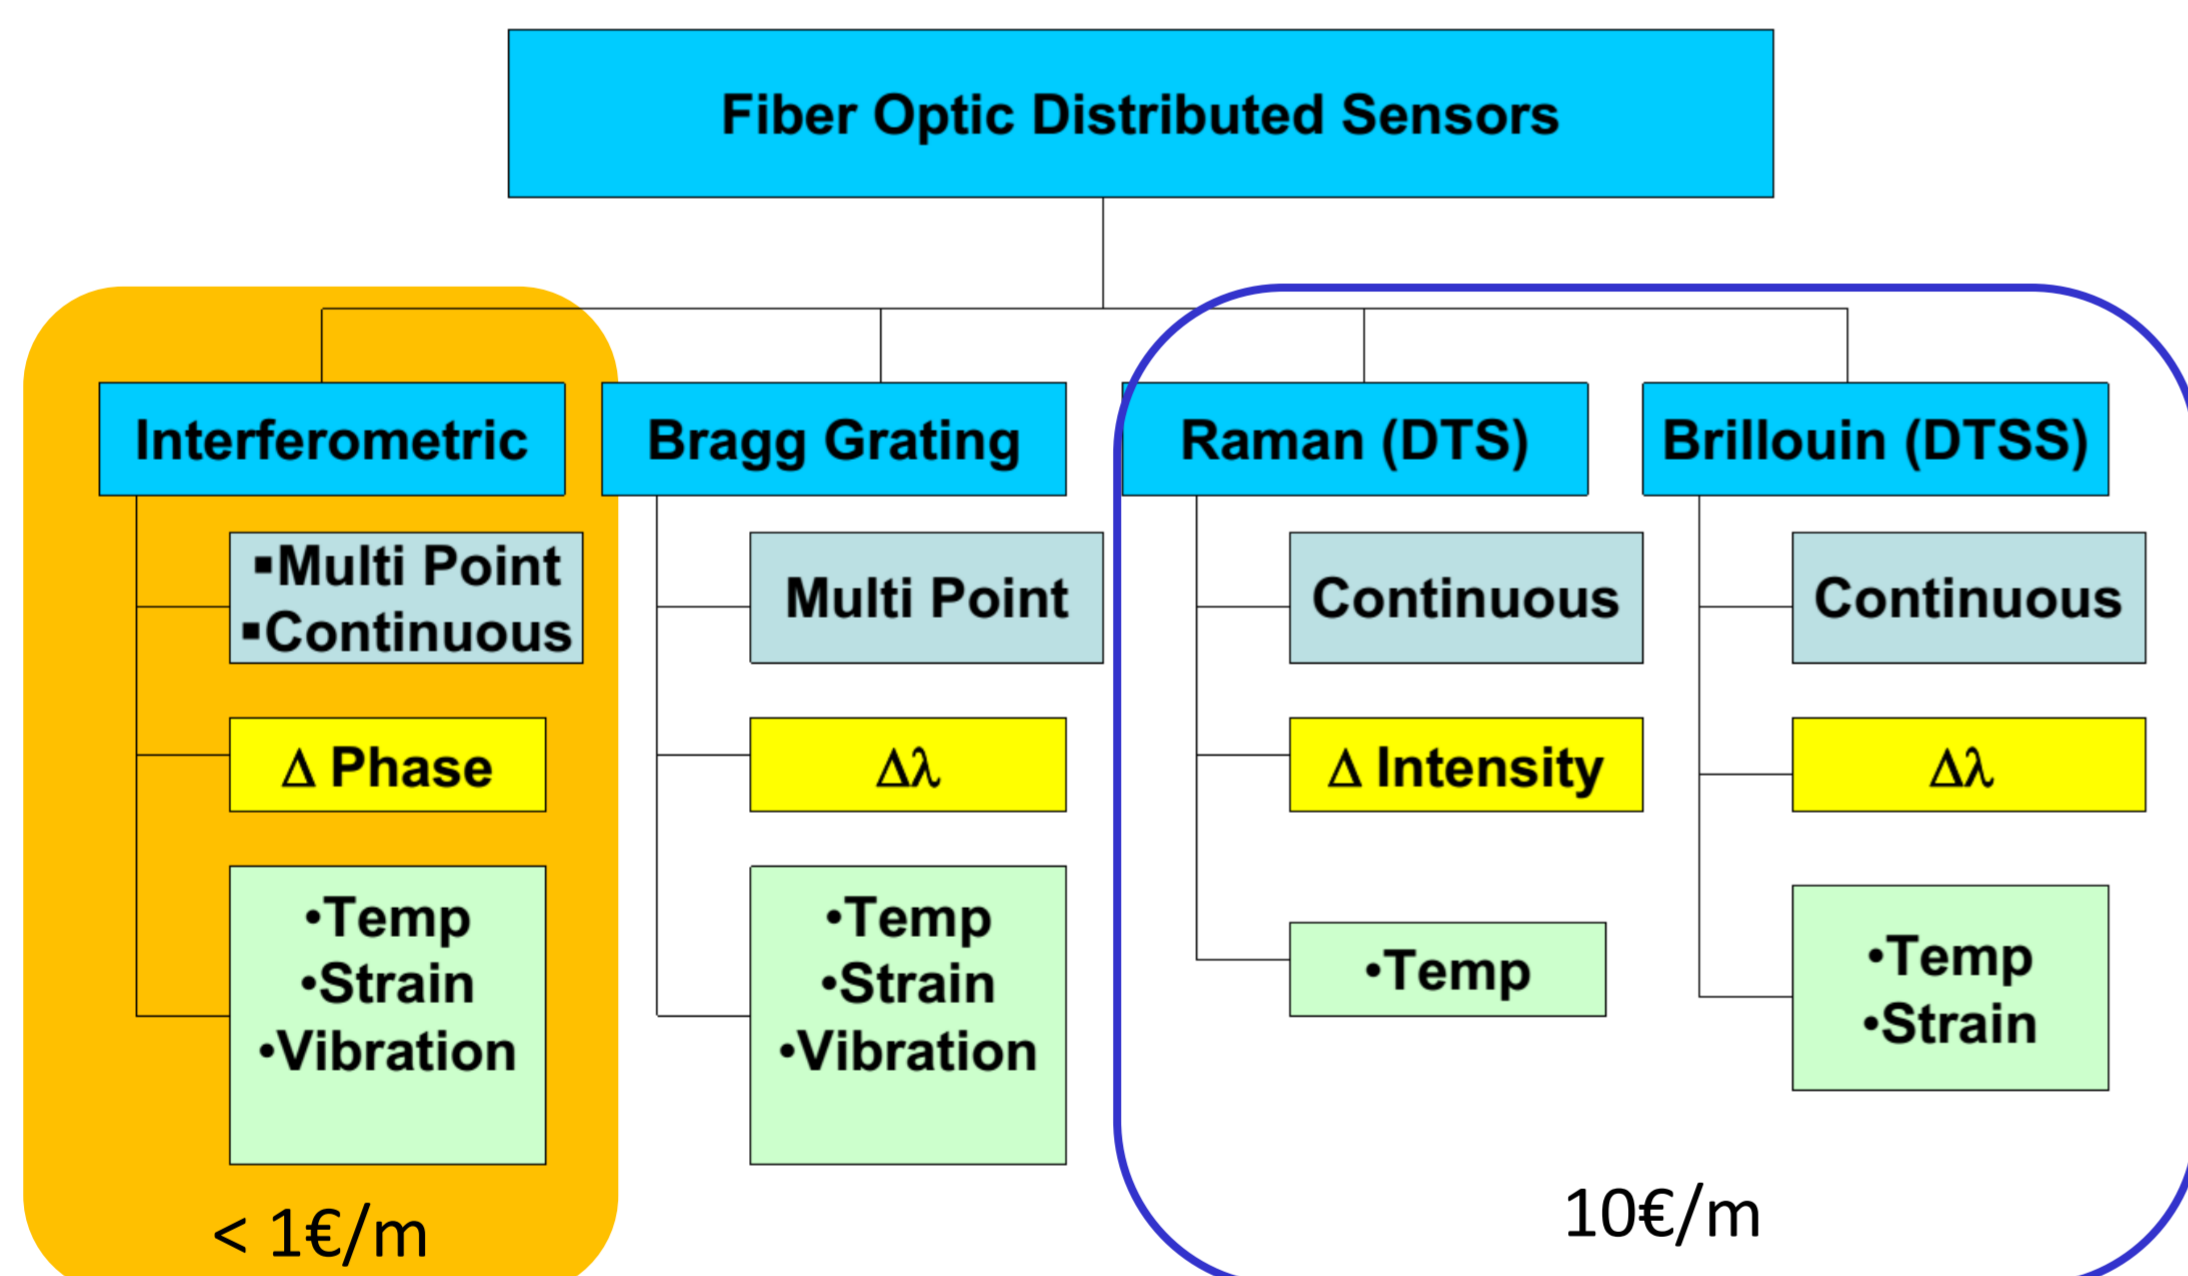 Fiber Optic Distributed Sensors
Interferometric
▪Multi Point
▪Continuous
Δ Phase
•Temp
•Strain
•Vibration
< 1€/m
Bragg Grating
Multi Point
Δλ
•Temp
•Strain
•Vibration
Raman (DTS)
Continuous
Δ Intensity
•Temp
Brillouin (DTSS)
Continuous
Δλ
•Temp
•Strain
10€/m